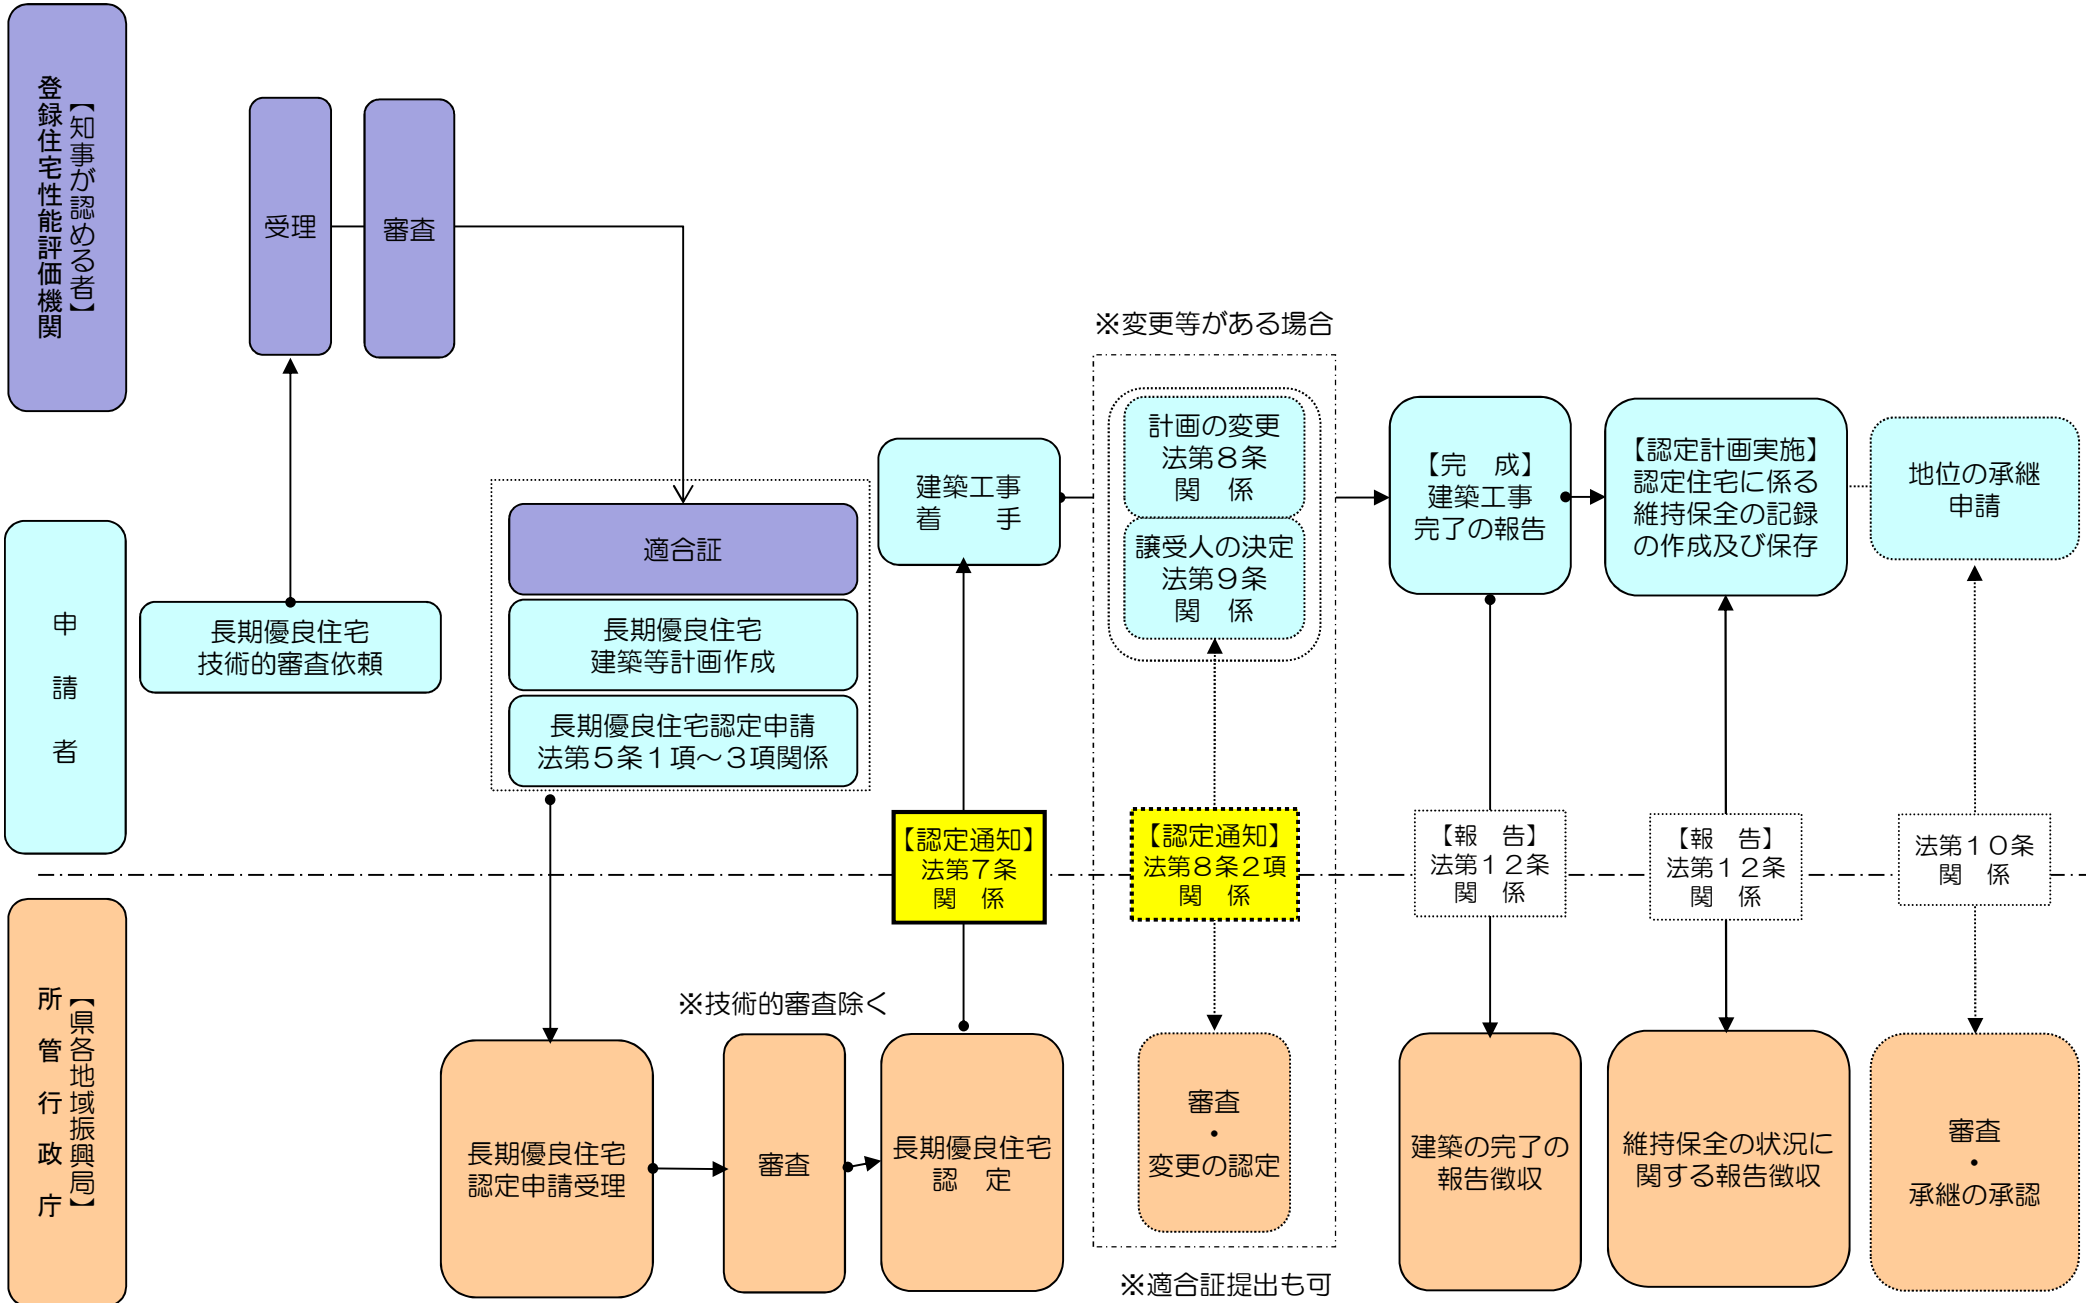 登録住宅性能評価機関
【知事が認める者】
受理
審査
※変更等がある場合
計画の変更
法第８条
関　係
譲受人の決定
法第９条
関　係
【完　成】
建築工事
完了の報告
【認定計画実施】
認定住宅に係る
維持保全の記録
の作成及び保存
地位の承継
申請
建築工事
着　　手
適合証
長期優良住宅
建築等計画作成
長期優良住宅認定申請
法第５条１項～３項関係
申請者
長期優良住宅
技術的審査依頼
【認定通知】
法第７条
関　係
【認定通知】
法第８条２項
関　係
【報　告】
法第１２条
関　係
【報　告】
法第１２条
関　係
法第１０条
関　係
所管行政庁
【県各地域振興局】
※技術的審査除く
長期優良住宅
認定申請受理
審査
長期優良住宅
認　定
審査
・
変更の認定
建築の完了の
報告徴収
維持保全の状況に
関する報告徴収
審査
・
承継の承認
※適合証提出も可